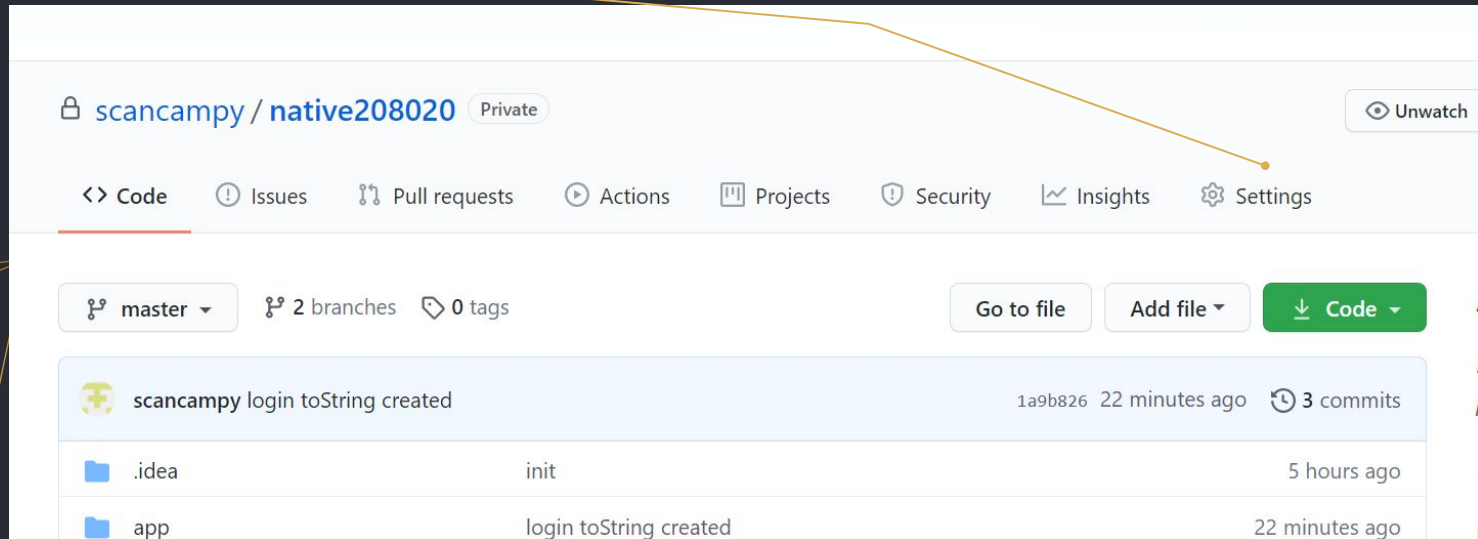 scancampy / native208020 Private
Unwatch
Code Issues Pull requests Actions Projects Security Insights Settings
master 2 branches 0 tags Go to file Add file Code
scancampy login toString created 1a9b826 22 minutes ago 3 commits
.idea init 5 hours ago
app login toString created 22 minutes ago